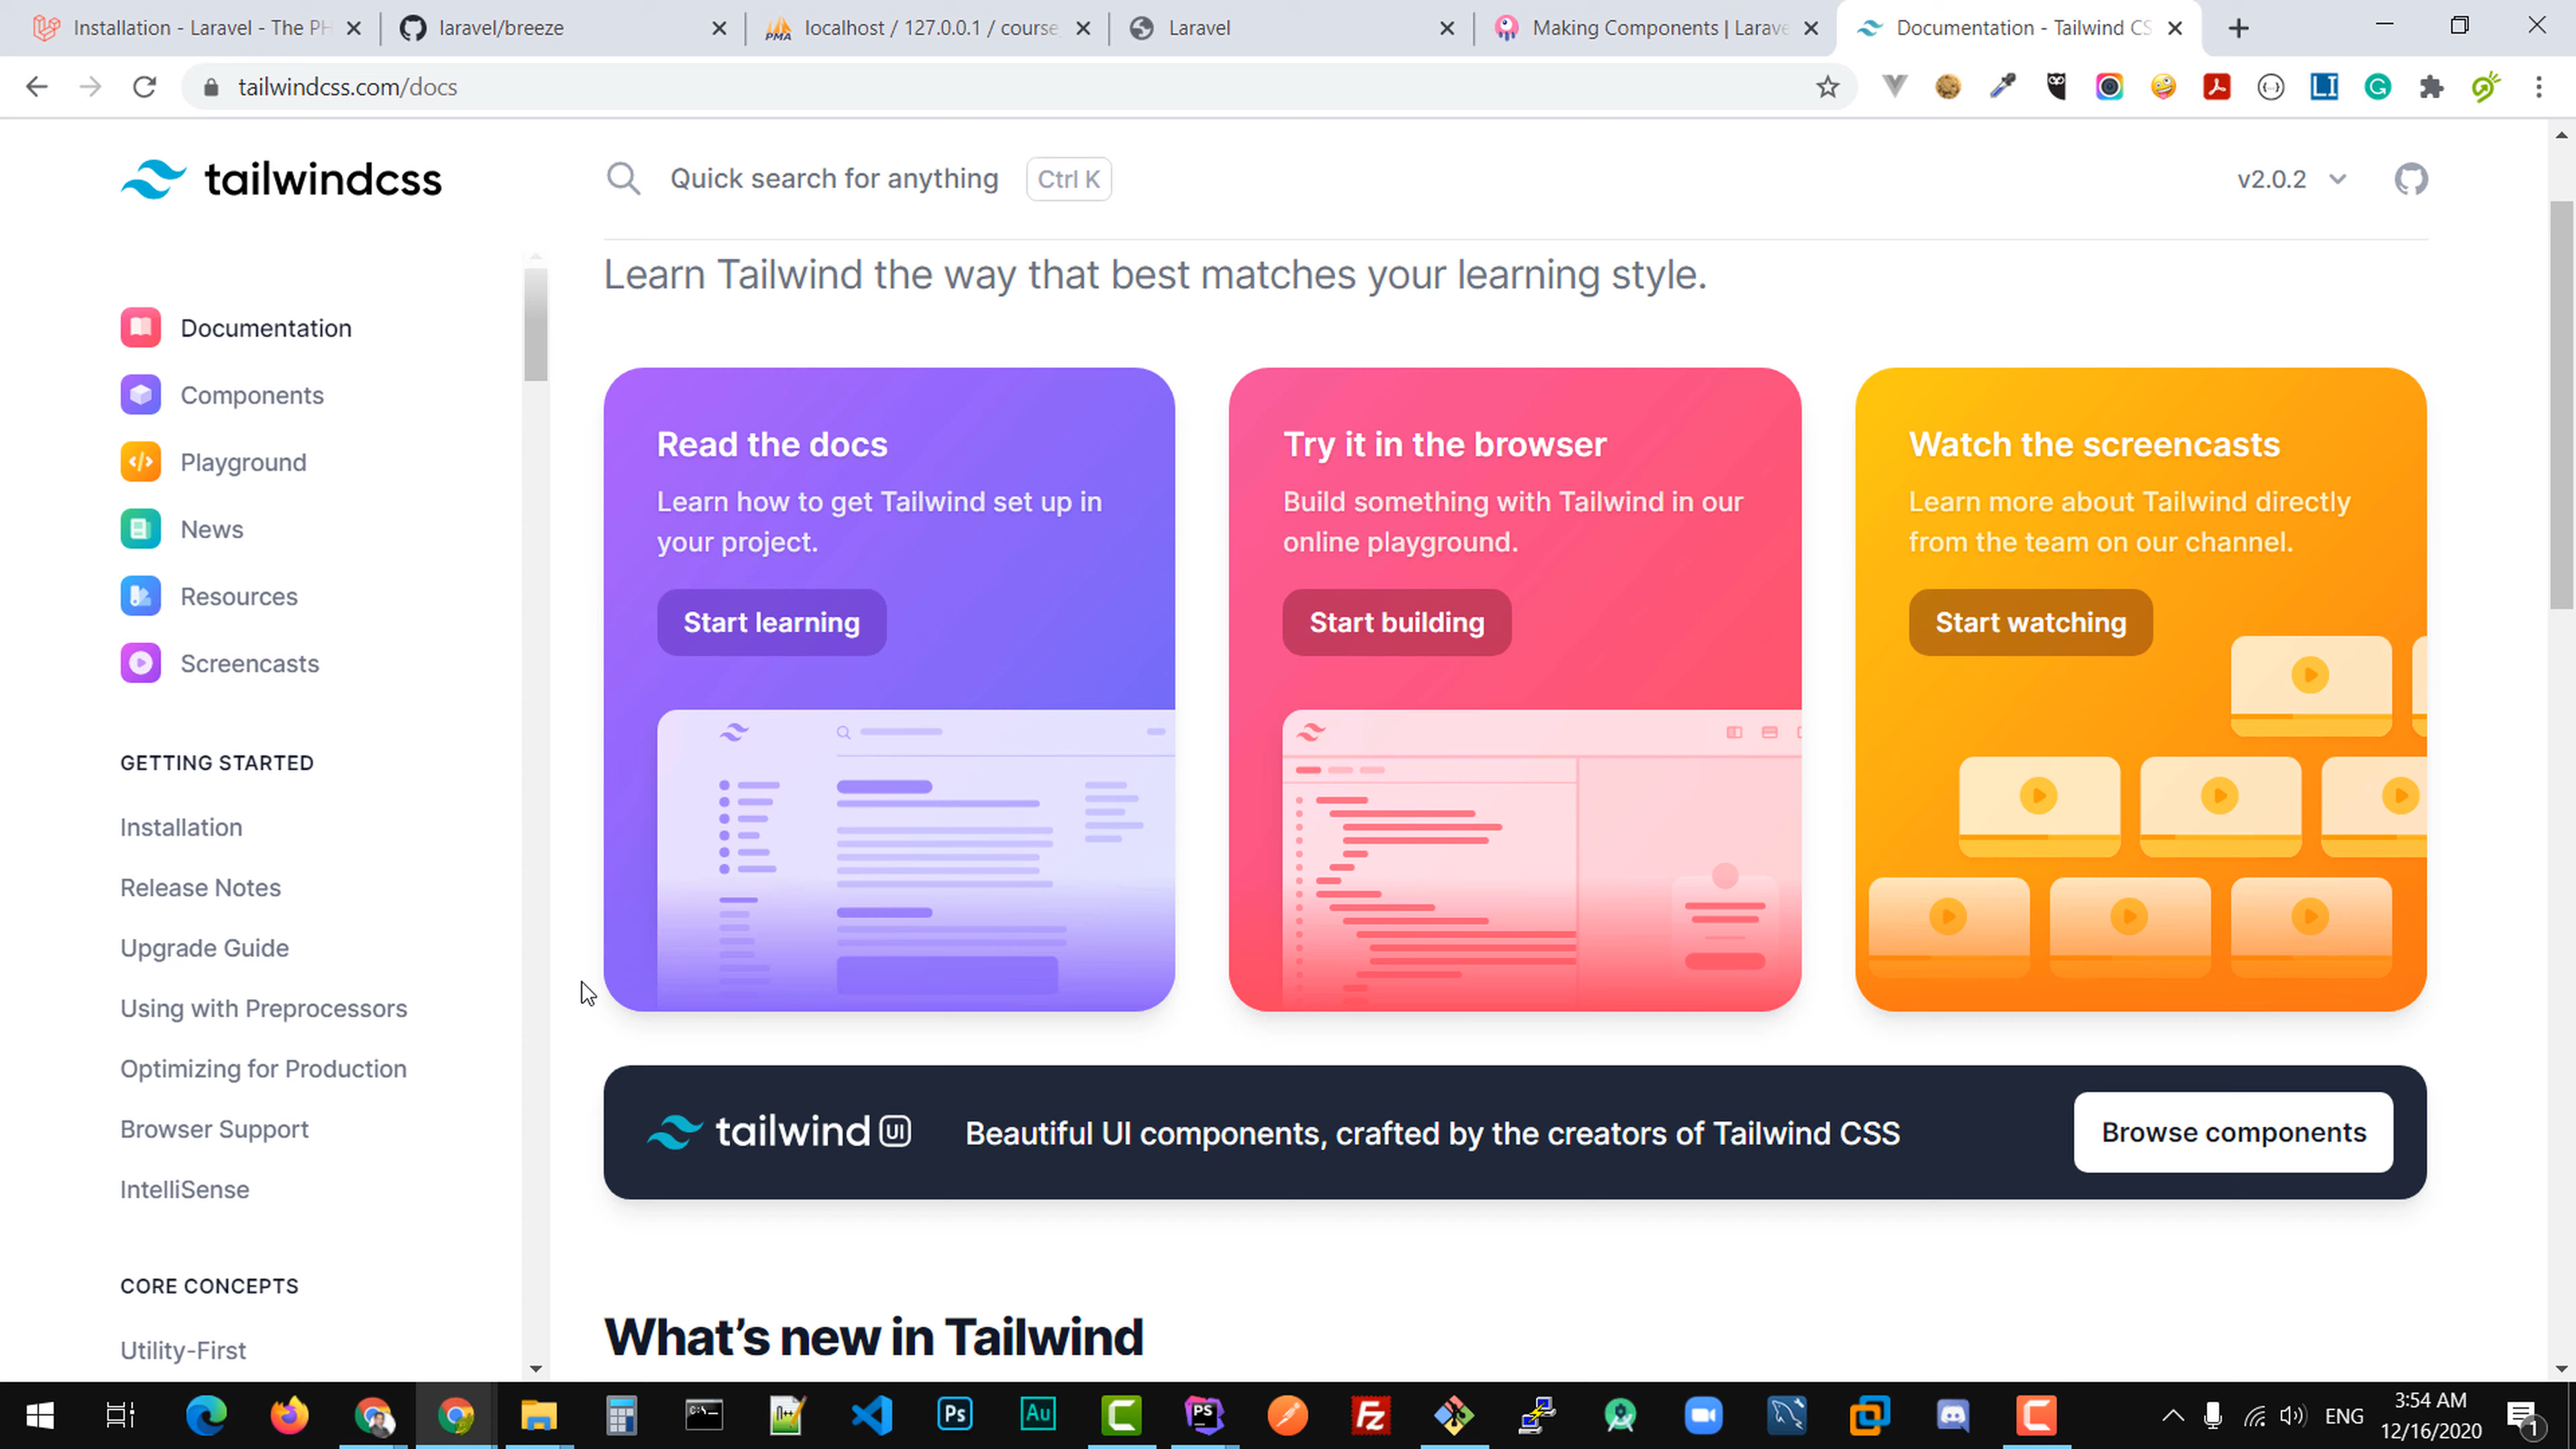 Installation - Laravel - The PH
laravel/breeze
localhost / 127.0.0.1 / course_
Laravel
Making Components | Larave
Documentation - Tailwind CS
tailwindcss.com/docs
tailwindcss
Quick search for anything
Ctrl K
v2.0.2
Learn Tailwind the way that best matches your learning style.
Documentation
Components
Playground
News
Resources
Screencasts
GETTING STARTED
Installation
Release Notes
Upgrade Guide
Using with Preprocessors
Optimizing for Production
Browser Support
IntelliSense
CORE CONCEPTS
Utility-First
Read the docs
Learn how to get Tailwind set up in
your project.
Start learning
Try it in the browser
Build something with Tailwind in our
online playground.
Start building
Watch the screencasts
Learn more about Tailwind directly
from the team on our channel.
Start watching
tailwind UI
Beautiful UI components, crafted by the creators of Tailwind CSS
Browse components
What's new in Tailwind
ENG
3:54 AM
12/16/2020
1